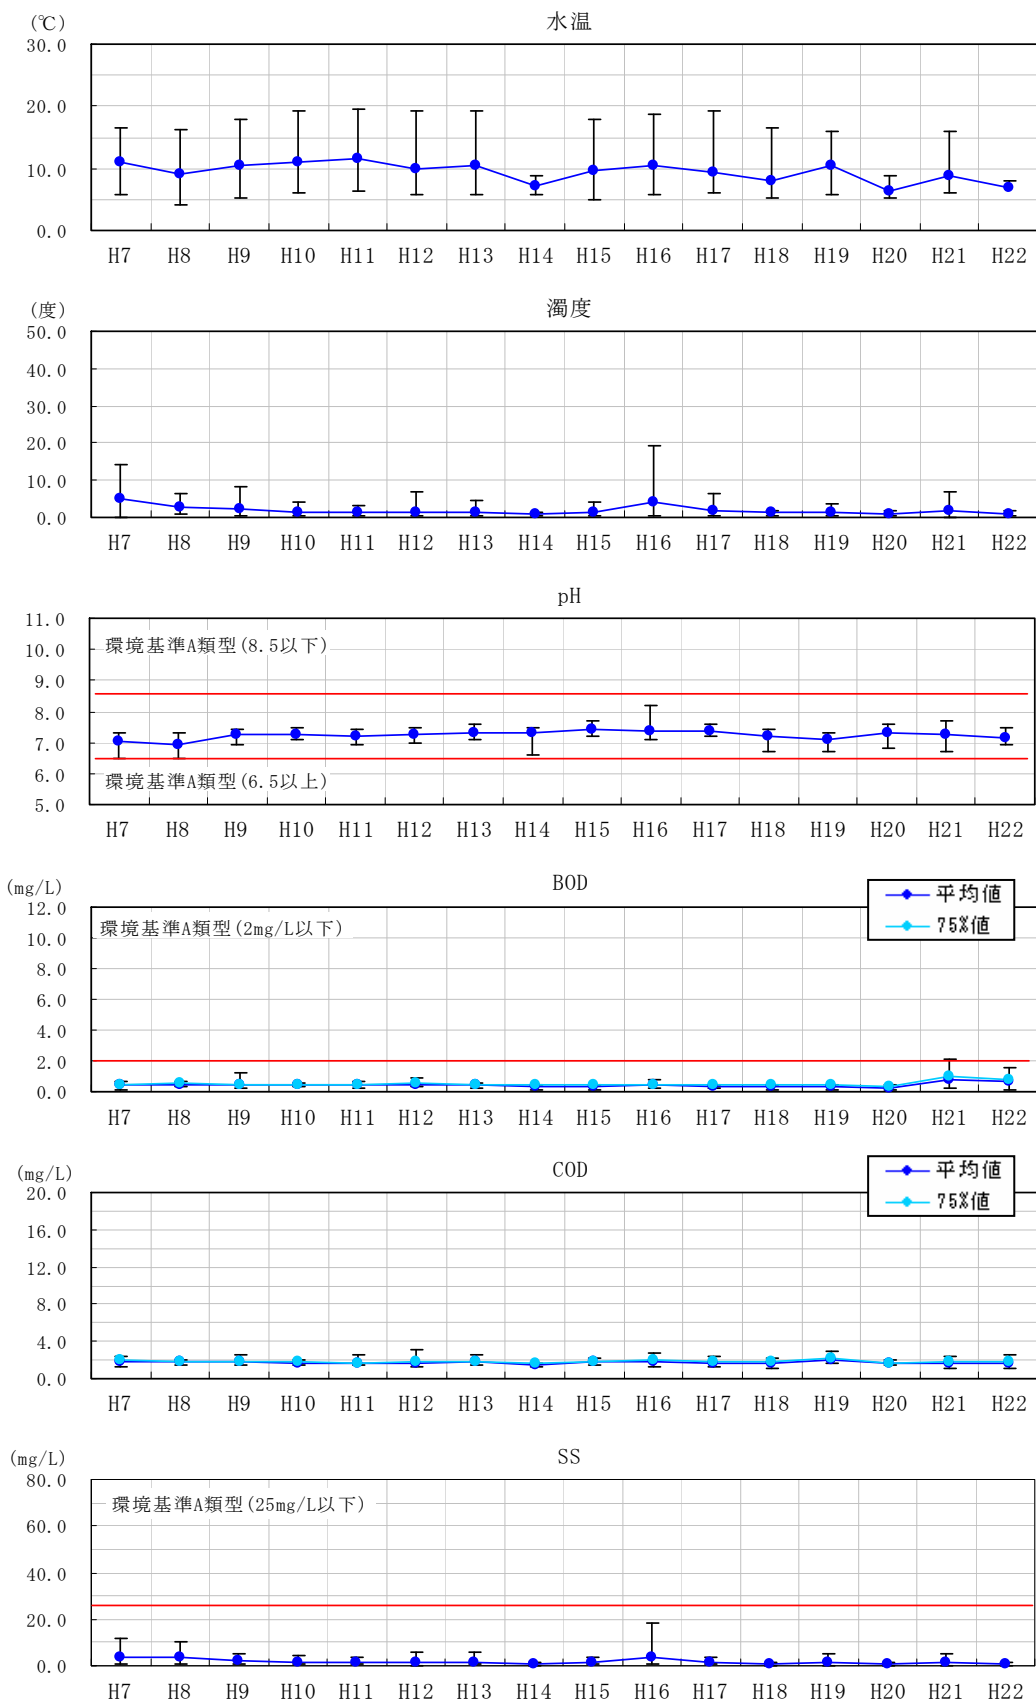 (℃) 水温
30.0
20.0
10.0
0.0
H7 H8 H9 H10 H11 H12 H13 H14 H15 H16 H17 H18 H19 H20 H21 H22
(度) 濁度
50.0
40.0
30.0
20.0
10.0
0.0
H7 H8 H9 H10 H11 H12 H13 H14 H15 H16 H17 H18 H19 H20 H21 H22
pH
11.0
環境基準A類型(8.5以下)
10.0
9.0
8.0
7.0
6.0
環境基準A類型(6.5以上)
5.0
H7 H8 H9 H10 H11 H12 H13 H14 H15 H16 H17 H18 H19 H20 H21 H22
(mg/L) BOD
平均値
75%値
12.0
環境基準A類型(2mg/L以下)
10.0
8.0
6.0
4.0
2.0
0.0
H7 H8 H9 H10 H11 H12 H13 H14 H15 H16 H17 H18 H19 H20 H21 H22
(mg/L) COD
平均値
75%値
20.0
16.0
12.0
8.0
4.0
0.0
H7 H8 H9 H10 H11 H12 H13 H14 H15 H16 H17 H18 H19 H20 H21 H22
(mg/L) SS
80.0
環境基準A類型(25mg/L以下)
60.0
40.0
20.0
0.0
H7 H8 H9 H10 H11 H12 H13 H14 H15 H16 H17 H18 H19 H20 H21 H22